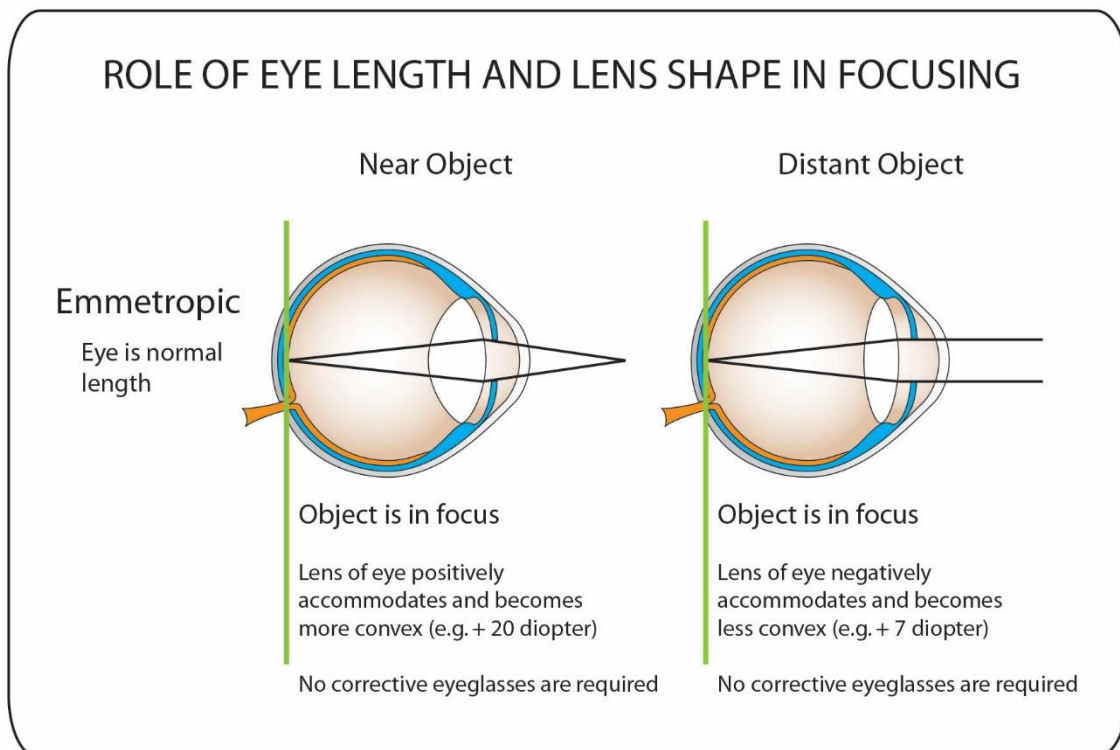 ROLE OF EYE LENGTH AND LENS SHAPE IN FOCUSING
Near Object
Distant Object
Emmetropic
Eye is normal
length
Object is in focus
Lens of eye positively
accommodates and becomes
more convex (e.g. + 20 diopter)
No corrective eyeglasses are required
Object is in focus
Lens of eye negatively
accommodates and becomes
less convex (e.g. + 7 diopter)
No corrective eyeglasses are required